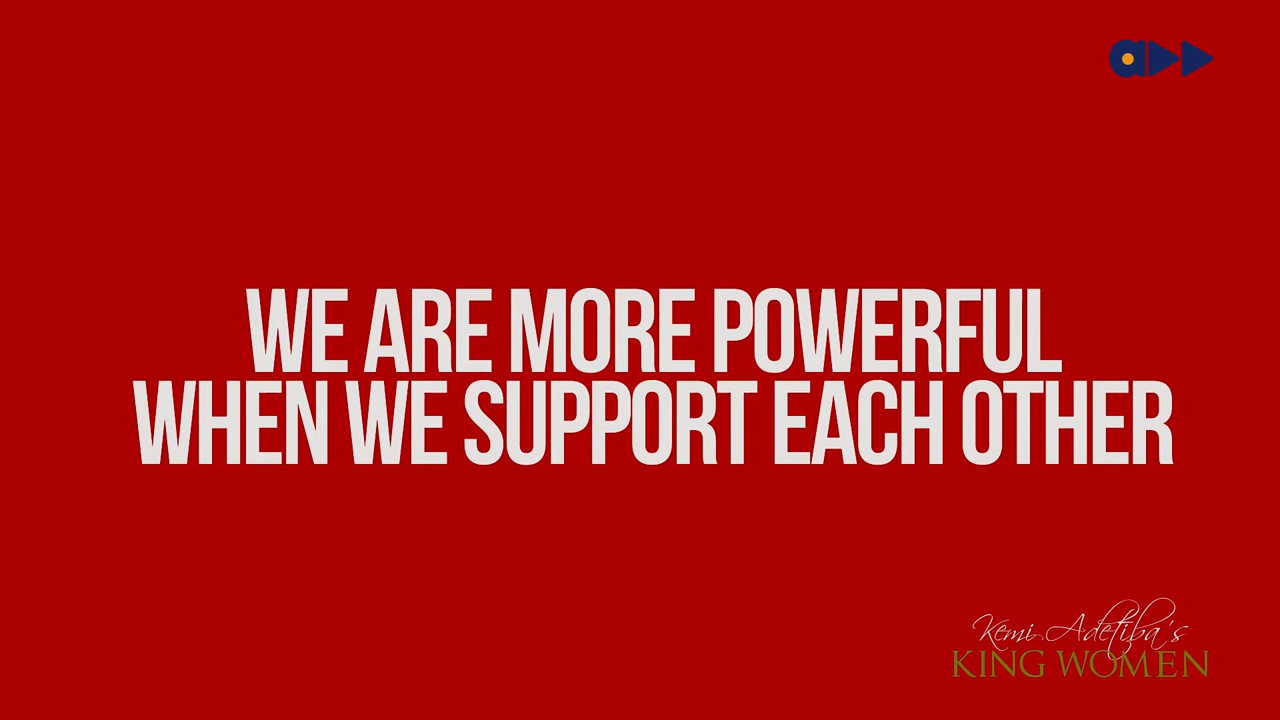 WE ARE MORE POWERFUL
WHEN WE SUPPORT EACH OTHER
Kemi Adetiba's
KING WOMEN